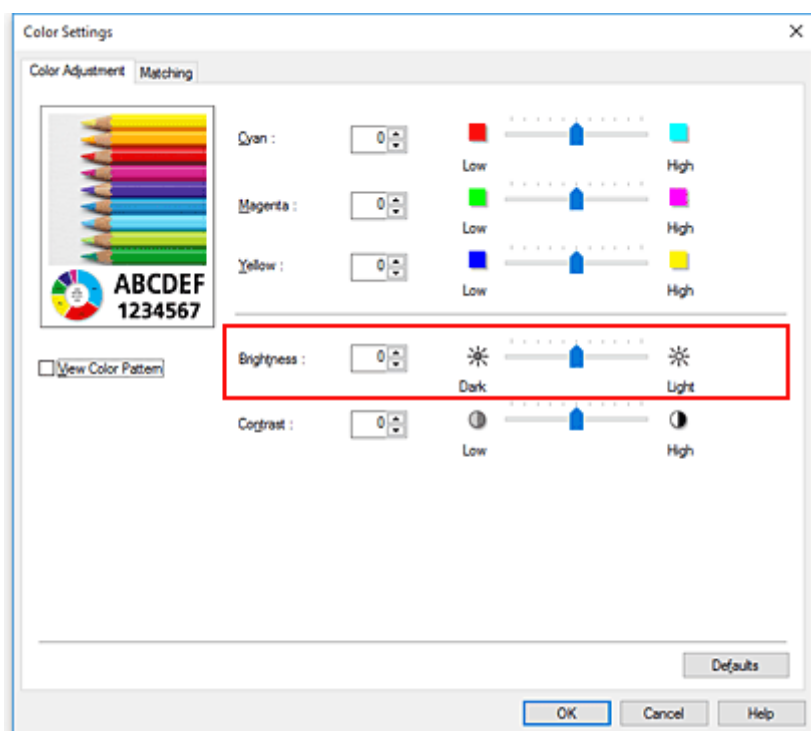 Color Settings
Color Adjustment Matching
Cyan : 0
Low High
Magenta : 0
Low High
Yellow : 0
Low High
ABCDEF
1234567
View Color Pattern
Brightness : 0
Dark Light
Contrast : 0
Low High
Defaults
OK Cancel Help